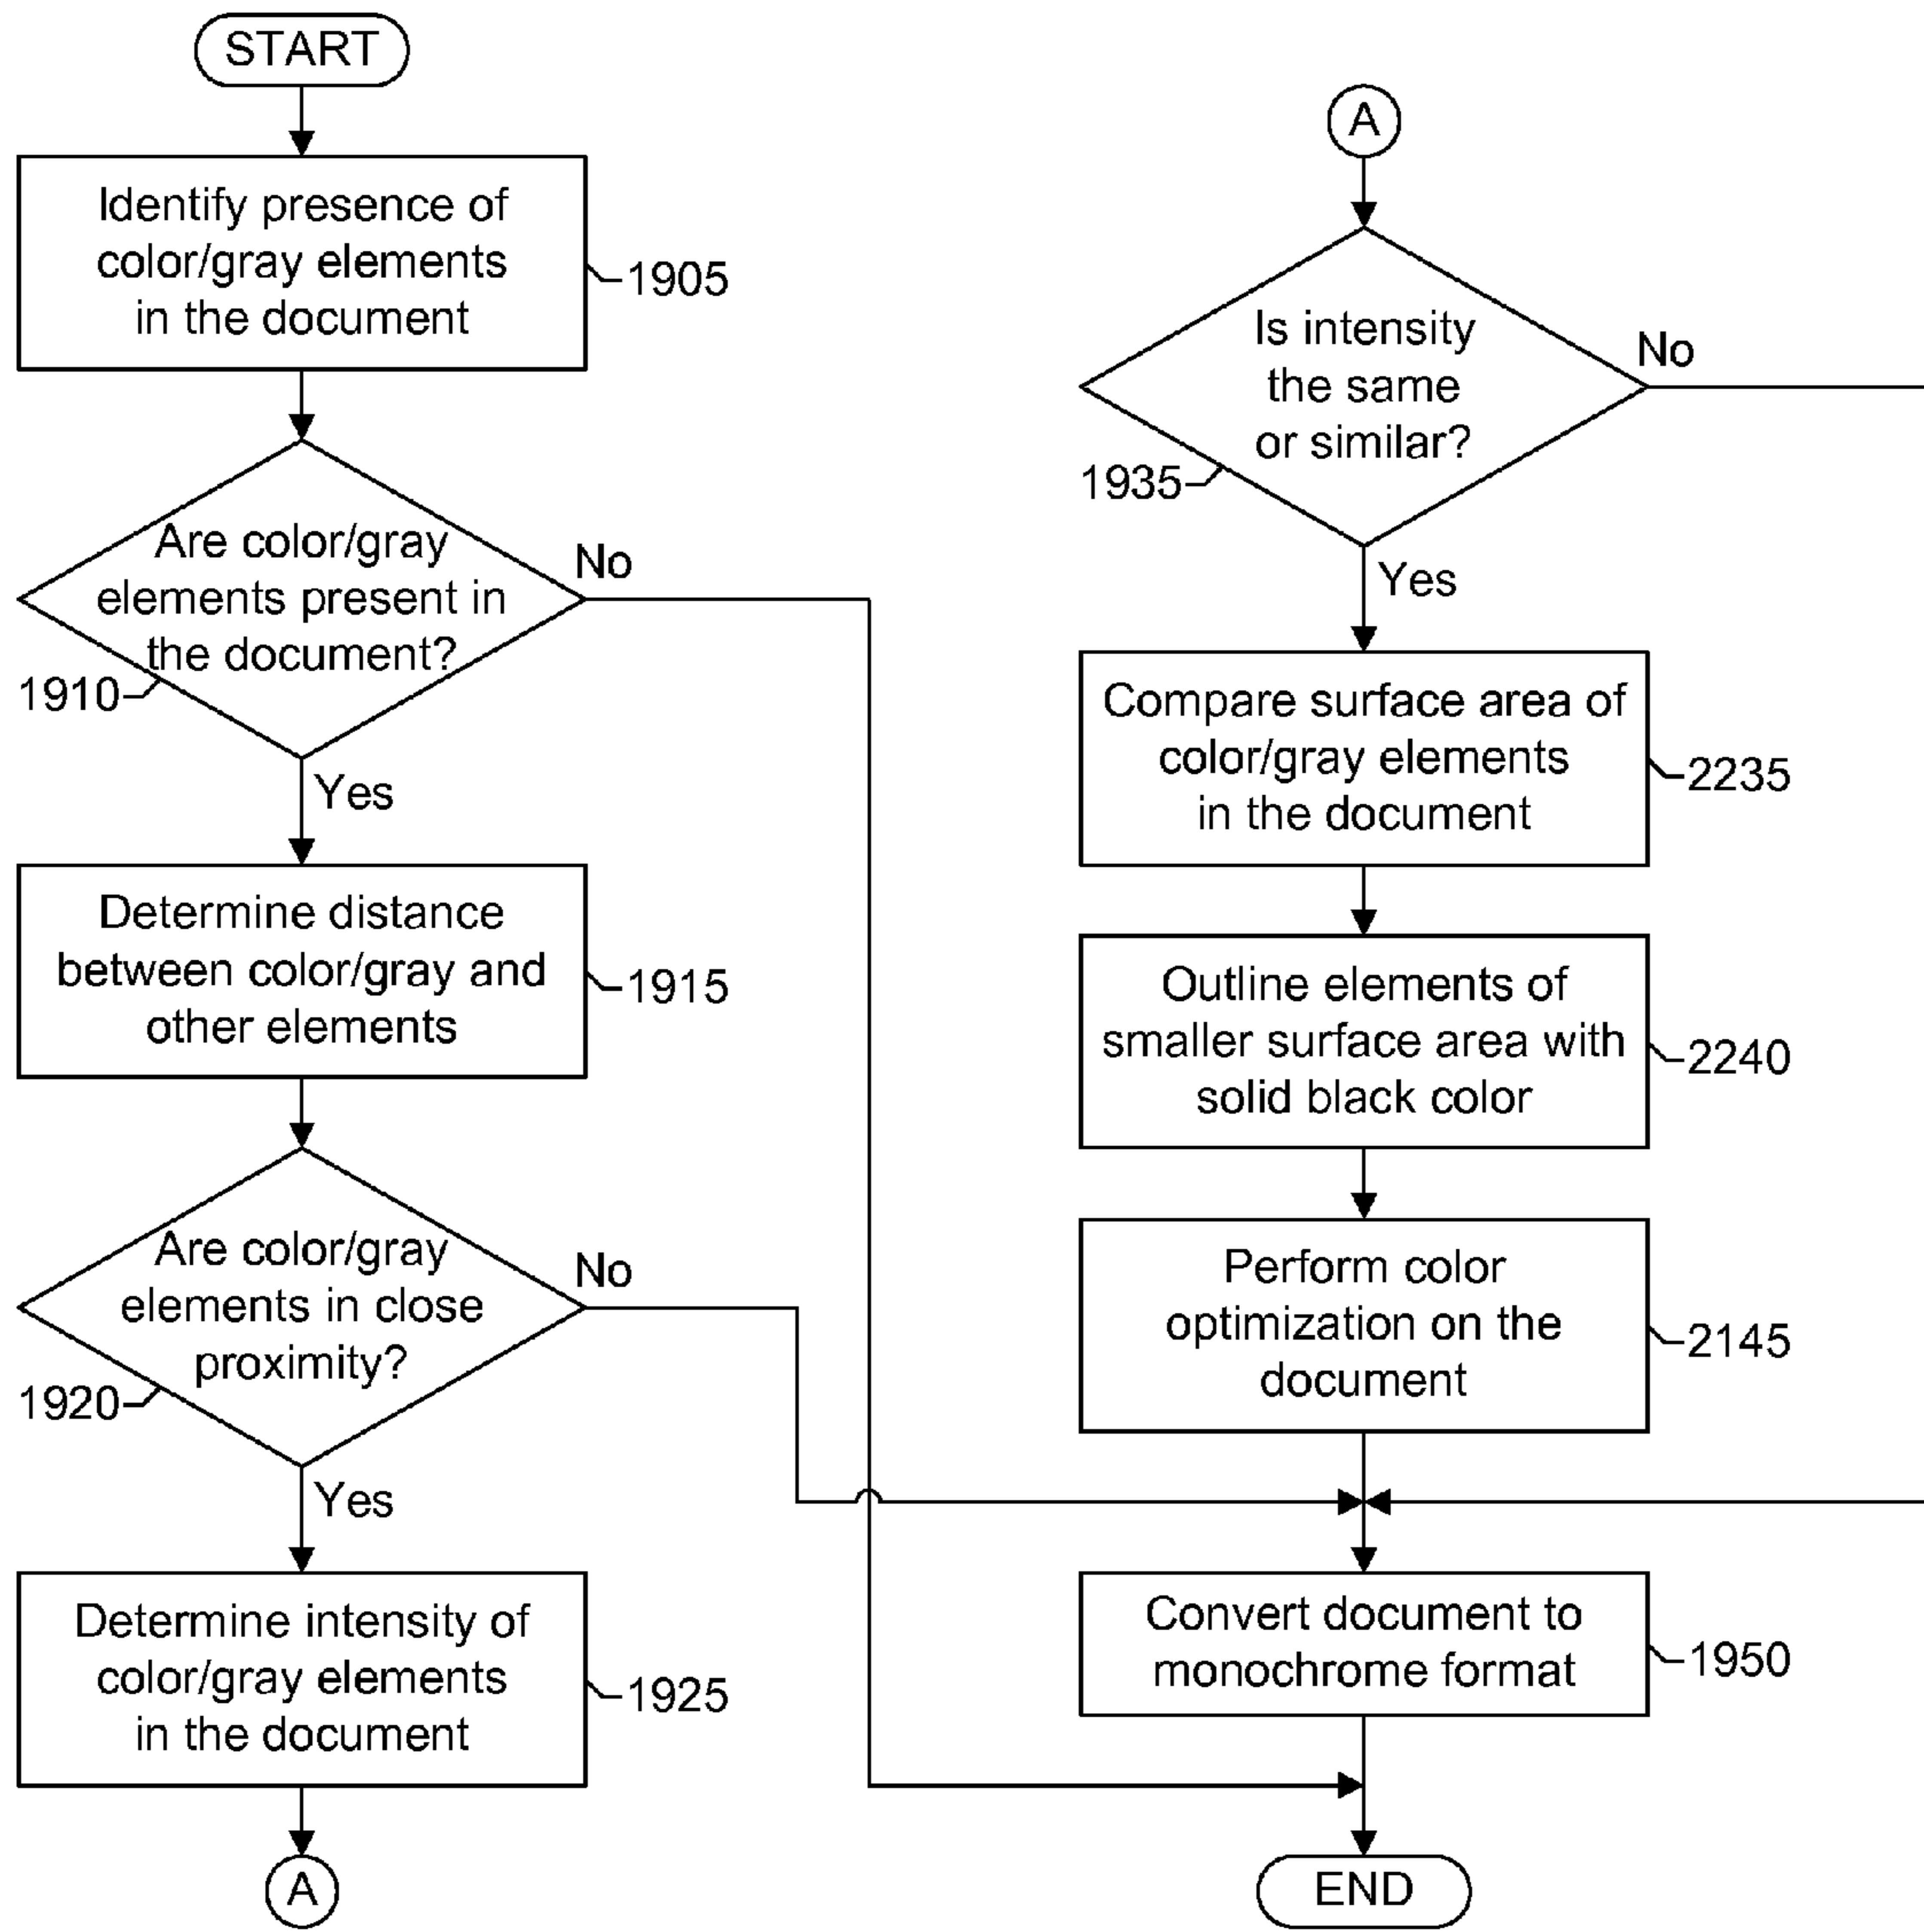 START
Identify presence of
color/gray elements
in the document
1905
Are color/gray
elements present in
the document?
No
1910
Yes
Determine distance
between color/gray and
other elements
1915
Are color/gray
elements in close
proximity?
No
1920
Yes
Determine intensity of
color/gray elements
in the document
1925
A
A
Is intensity
the same
or similar?
No
1935
Yes
Compare surface area of
color/gray elements
in the document
2235
Outline elements of
smaller surface area with
solid black color
2240
Perform color
optimization on the
document
2145
Convert document to
monochrome format
1950
END